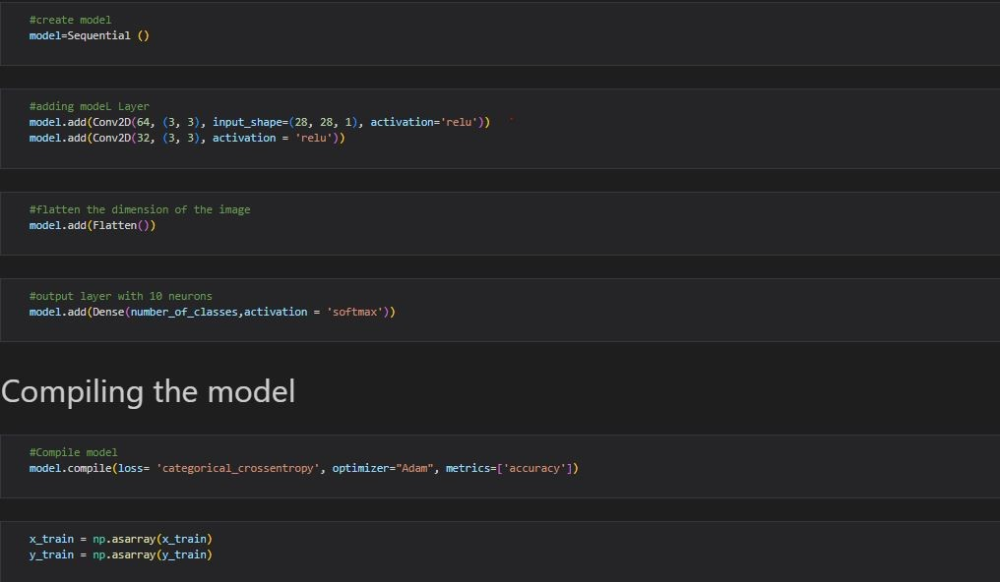 #create model
model=Sequential ()
#adding modeL Layer
model.add(Conv2D(64, (3, 3), input_shape=(28, 28, 1), activation='relu'))
model.add(Conv2D(32, (3, 3), activation = 'relu'))
#flatten the dimension of the image
model.add(Flatten())
#output layer with 10 neurons
model.add(Dense(number_of_classes,activation = 'softmax'))
Compiling the model
#Compile model
model.compile(loss= 'categorical_crossentropy', optimizer="Adam", metrics=['accuracy'])
x_train = np.asarray(x_train)
y_train = np.asarray(y_train)